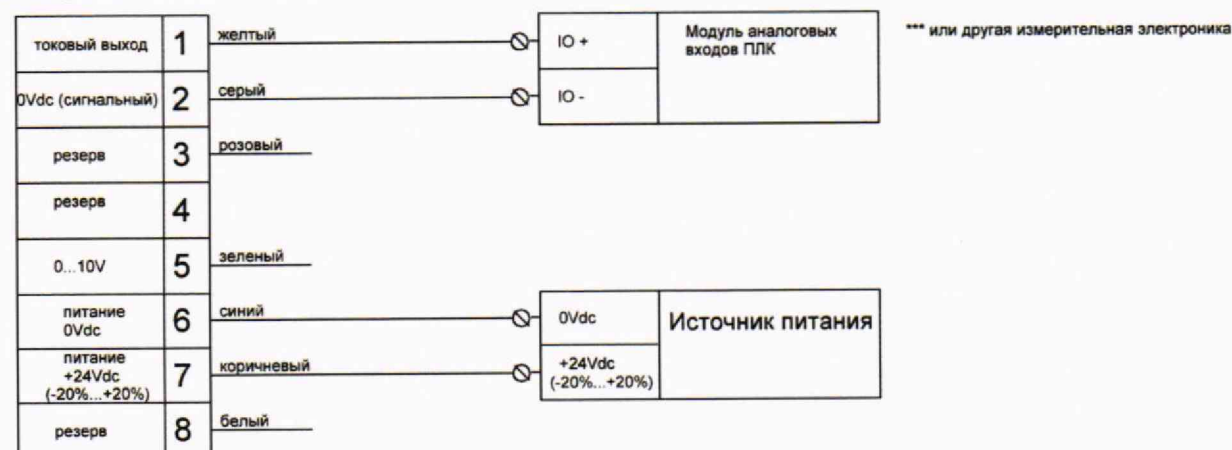 токовый выход 1 желтый IO + Модуль аналоговых входов ПЛК
*** или другая измерительная электроника
0Vdc (сигнальный) 2 серый IO -
резерв 3 розовый
резерв 4
0...10V 5 зеленый
питание 0Vdc 6 синий 0Vdc Источник питания
питание +24Vdc (-20%...+20%) 7 коричневый +24Vdc (-20%...+20%)
резерв 8 белый